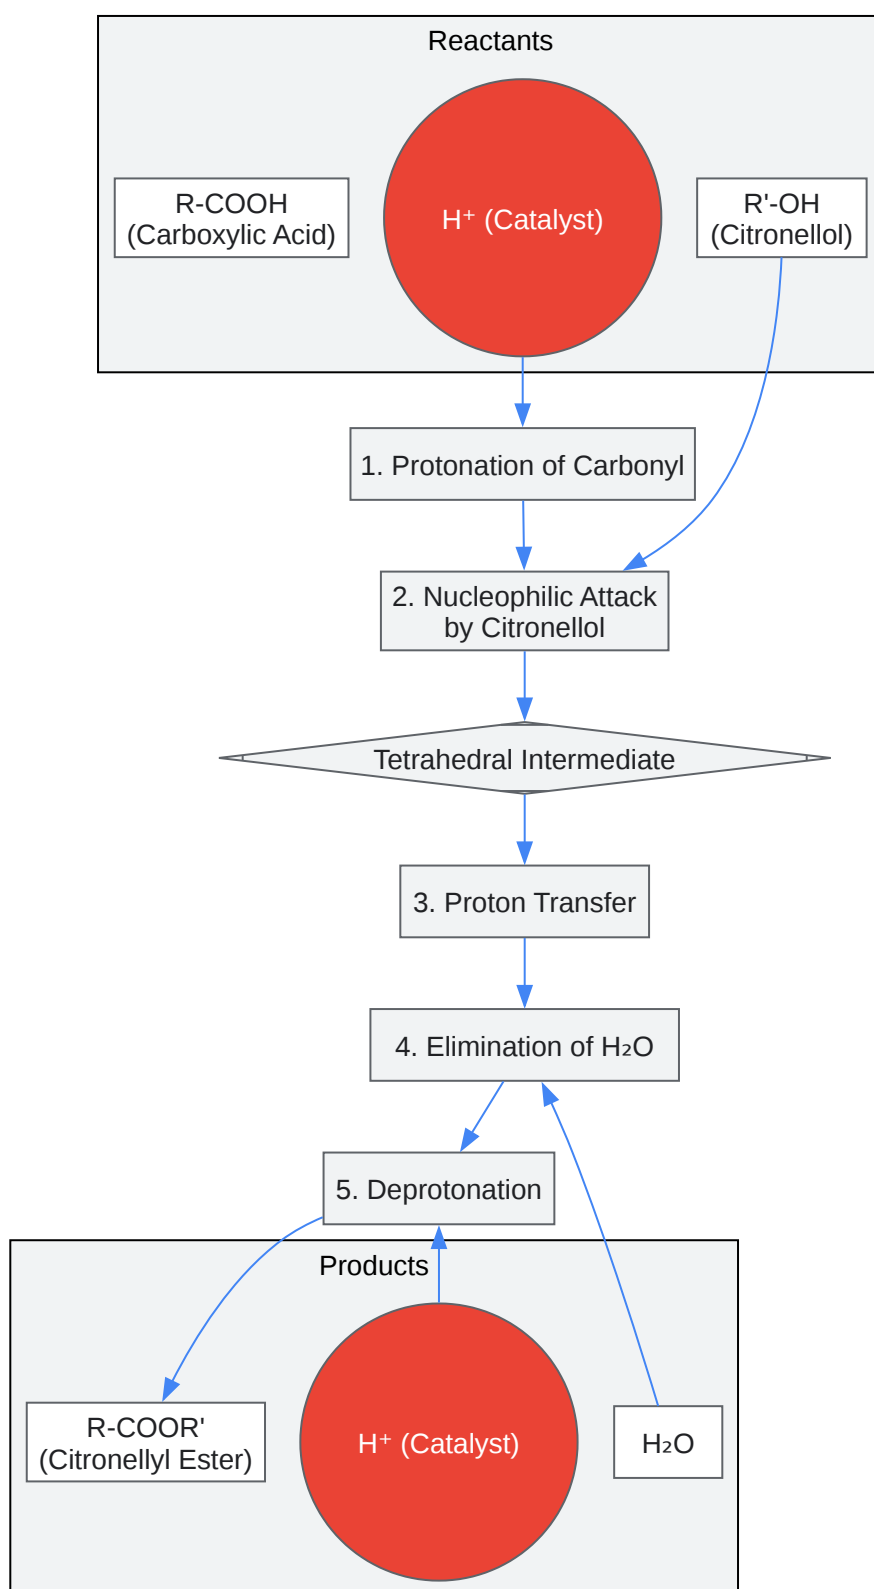 Reactants
R-COOH
(Carboxylic Acid)
H⁺ (Catalyst)
R'-OH
(Citronellol)
1. Protonation of Carbonyl
2. Nucleophilic Attack
by Citronellol
Tetrahedral Intermediate
3. Proton Transfer
4. Elimination of H₂O
5. Deprotonation
Products
R-COOR'
(Citronellyl Ester)
H⁺ (Catalyst)
H₂O